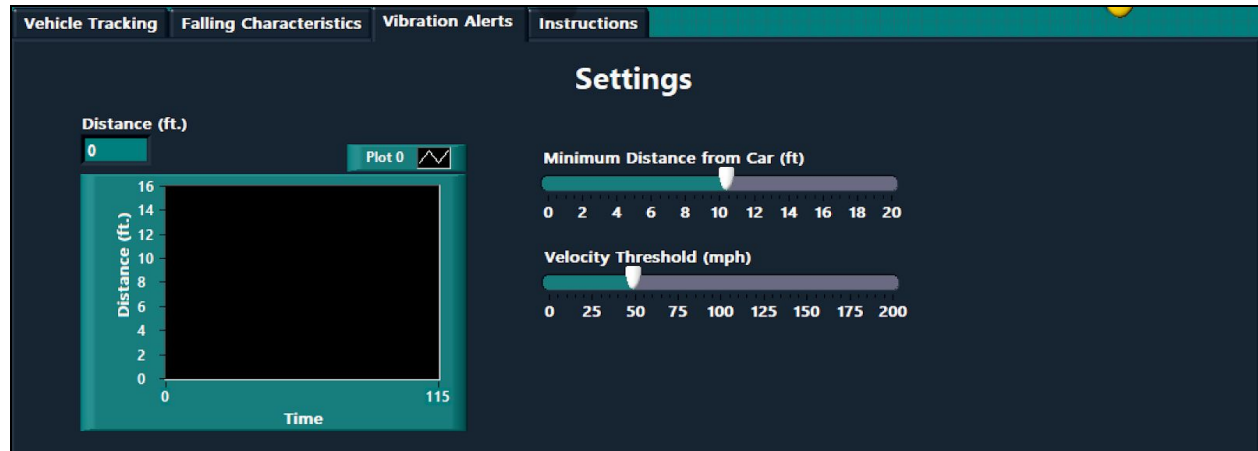 Vehicle Tracking Falling Characteristics Vibration Alerts Instructions
Settings
Distance (ft.)
0
Plot 0
16
14
12
10
8
6
4
2
0
Distance (ft.)
0 115
Time
Minimum Distance from Car (ft)
0 2 4 6 8 10 12 14 16 18 20
Velocity Threshold (mph)
0 25 50 75 100 125 150 175 200